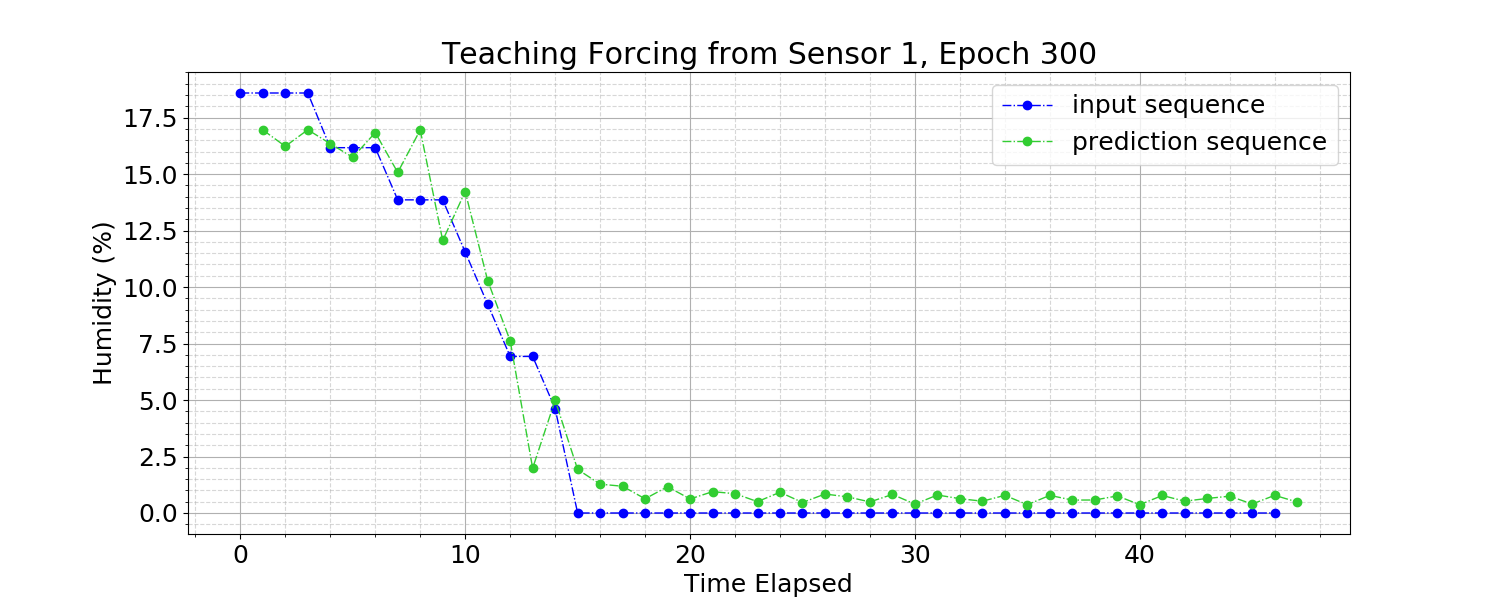 Teaching Forcing from Sensor 1, Epoch 300
input sequence
prediction sequence
Humidity (%)
17.5
15.0
12.5
10.0
7.5
5.0
2.5
0.0
0 10 20 30 40
Time Elapsed